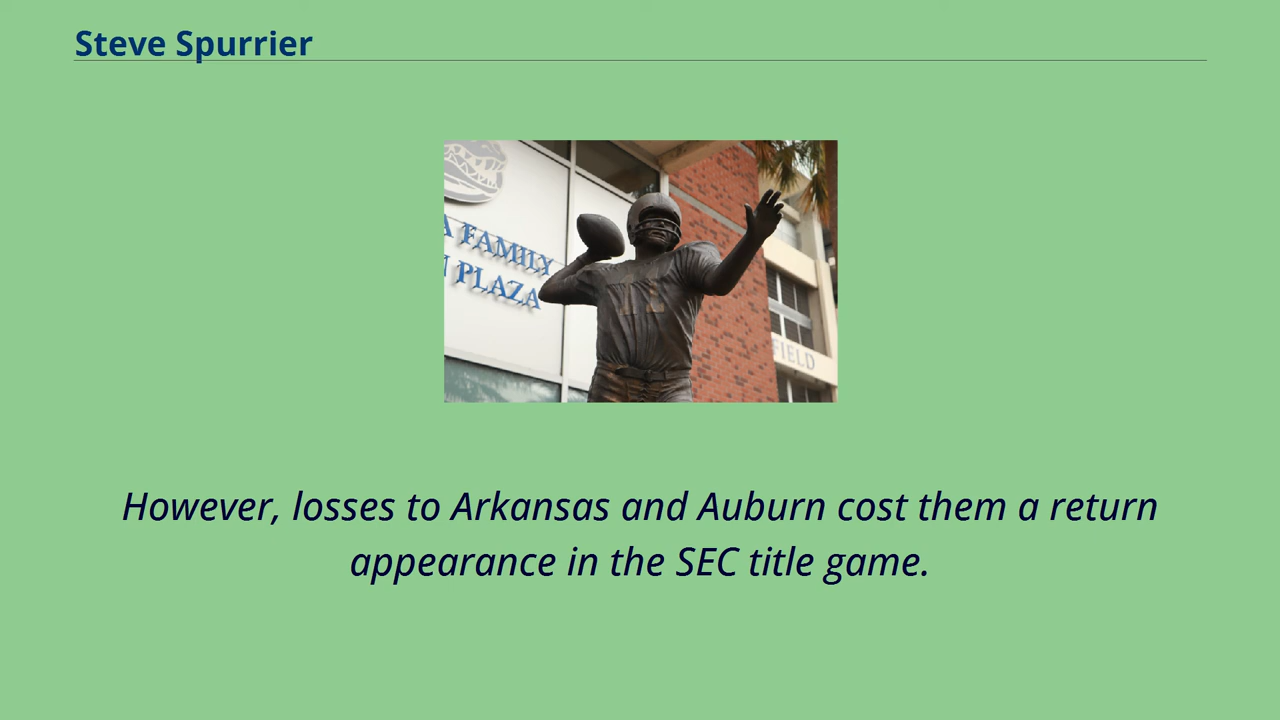 Steve Spurrier
A FAMILY
N PLAZA
FIELD
However, losses to Arkansas and Auburn cost them a return
appearance in the SEC title game.